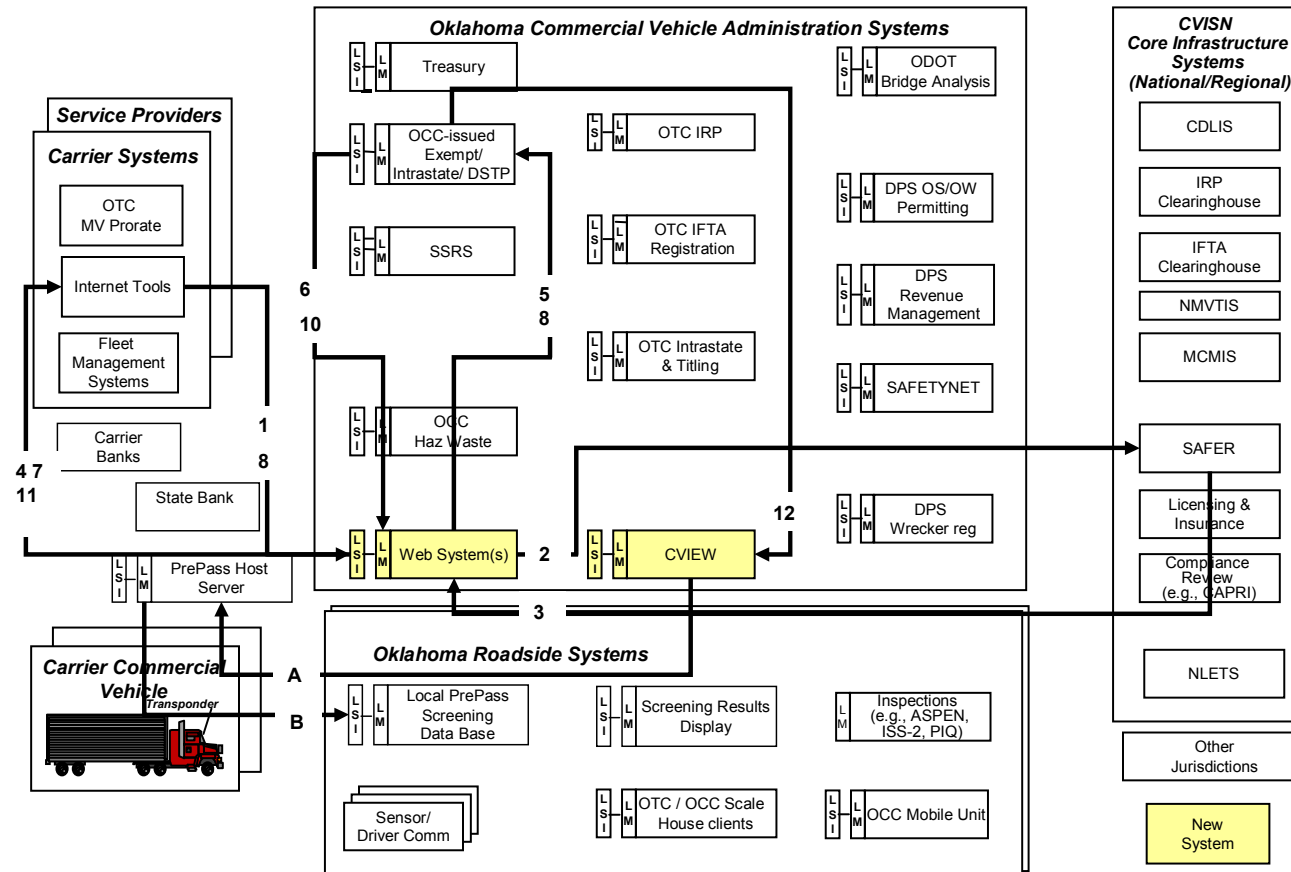 Oklahoma Commercial Vehicle Administration Systems
CVISN
Core Infrastructure
Systems
(National/Regional)
Service Providers
Carrier Systems
OTC
MV Prorate
Internet Tools
Fleet
Management
Systems
Carrier
Banks
State Bank
4 7
11
1
8
L
S
I
L
M
Treasury
L
S
I
L
M
OCC-issued
Exempt/
Intrastate/ DSTP
L
S
I
L
M
SSRS
6
10
5
8
L
S
I
L
M
OCC
Haz Waste
L
S
I
L
M
Web System(s)
2
L
S
I
L
M
OTC IRP
L
S
I
L
M
OTC IFTA
Registration
L
S
I
L
M
OTC Intrastate
& Titling
L
S
I
L
M
CVIEW
12
L
S
I
L
M
ODOT
Bridge Analysis
L
S
I
L
M
DPS OS/OW
Permitting
L
S
I
L
M
DPS
Revenue
Management
L
S
I
L
M
SAFETYNET
L
S
I
L
M
DPS
Wrecker reg
CDLIS
IRP
Clearinghouse
IFTA
Clearinghouse
NMVTIS
MCMIS
SAFER
Licensing &
Insurance
Compliance
Review
(e.g., CAPRI)
NLETS
Other
Jurisdictions
New
System
L
S
I
L
M
PrePass Host
Server
3
A
B
Carrier Commercial
Vehicle
Transponder
Oklahoma Roadside Systems
L
S
I
L
M
Local PrePass
Screening
Data Base
L
S
I
L
M
Screening Results
Display
L
M
Inspections
(e.g., ASPEN,
ISS-2, PIQ)
Sensor/
Driver Comm
L
S
I
L
M
OTC / OCC Scale
House clients
L
S
I
L
M
OCC Mobile Unit